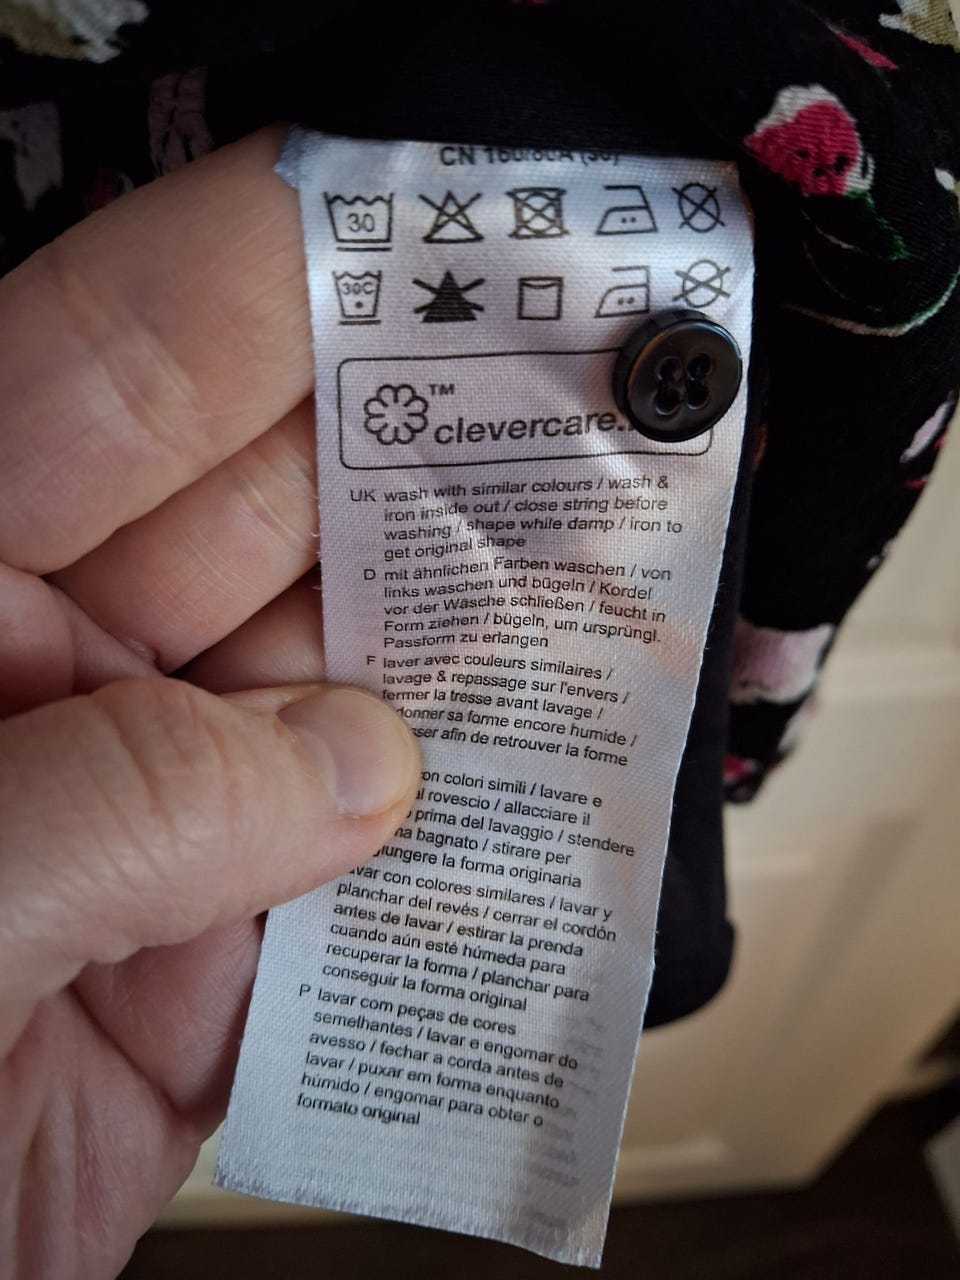 CN 160/80A (36)
30
30C
clevercare.
TM
UK wash with similar colours / wash &
iron inside out / close string before
washing / shape while damp / iron to
get original shape
D mit ähnlichen Farben waschen / von
links waschen und bügeln / Kordel
vor der Wäsche schließen / feucht in
Form ziehen / bügeln, um ursprüngl.
Passform zu erlangen
F laver avec couleurs similaires /
lavage & repassage sur l'envers /
fermer la tresse avant lavage /
donner sa forme encore humide /
afin de retrouver la forme
colori simili / lavare e
rovescio / allacciare il
prima del lavaggio / stendere
bagnato / stirare per
la forma originaria
con colores similares / lavar y
planchar del revés / cerrar el cordón
antes de lavar / estirar la prenda
cuando aún esté húmeda para
recuperar la forma / planchar para
conseguir la forma original
P lavar com peças de cores
semelhantes / lavar e engomar do
avesso / fechar a corda antes de
lavar / puxar em forma enquanto
húmido / engomar para obter o
formato original